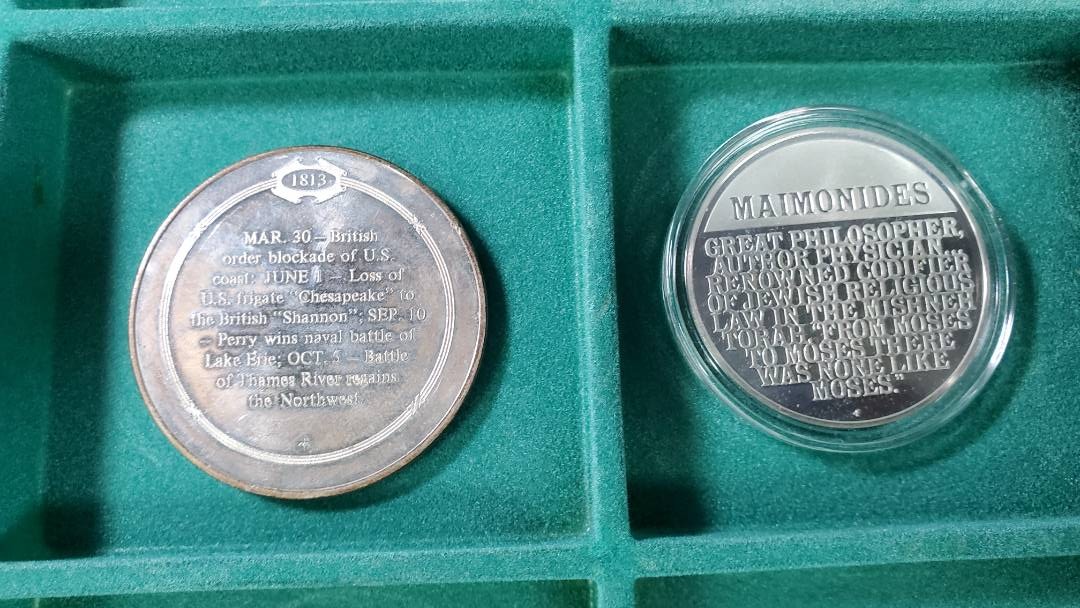 1813
MAR. 30 – British
order blockade of U.S.
coast; JUNE 1 – Loss of
U.S. frigate "Chesapeake" to
the British "Shannon"; SEP. 10
– Perry wins naval battle of
Lake Erie; OCT. 5 – Battle
of Thames River regains
the Northwest.
MAIMONIDES
GREAT PHILOSOPHER,
AUTHOR PHYSICIAN,
RENOWNED CODIFIER
OF JEWISH RELIGIOUS
LAW IN THE MISHNEH
TORAH. "FROM MOSES
TO MOSES THERE
WAS NONE LIKE
MOSES"